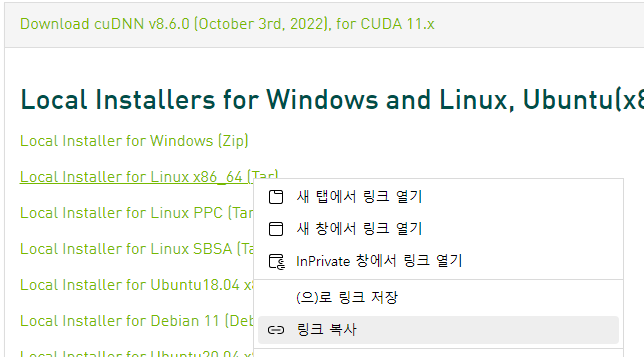 Download cuDNN v8.6.0 (October 3rd, 2022), for CUDA 11.x
Local Installers for Windows and Linux, Ubuntu(x8
Local Installer for Windows (Zip)
Local Installer for Linux x86_64 (Tar)
Local Installer for Linux PPC (Tar
Local Installer for Linux SBSA (Ta
Local Installer for Ubuntu18.04 x8
Local Installer for Debian 11 (Deb
Local Installer for Ubuntu20.04 x8
새 탭에서 링크 열기
새 창에서 링크 열기
InPrivate 창에서 링크 열기
(으)로 링크 저장
링크 복사